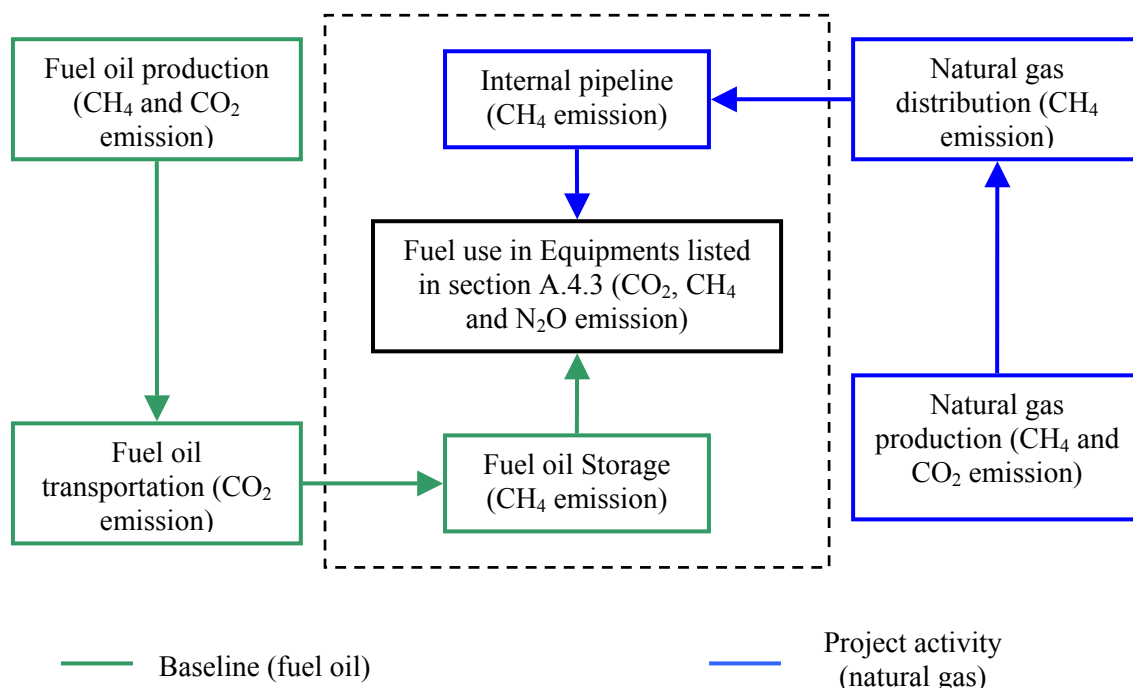 Fuel oil production
(CH₄ and CO₂
emission)
Internal pipeline
(CH₄ emission)
Natural gas
distribution (CH₄
emission)
Fuel use in Equipments listed
in section A.4.3 (CO₂, CH₄
and N₂O emission)
Fuel oil
transportation (CO₂
emission)
Fuel oil Storage
(CH₄ emission)
Natural gas
production (CH₄ and
CO₂ emission)
Baseline (fuel oil)
Project activity
(natural gas)